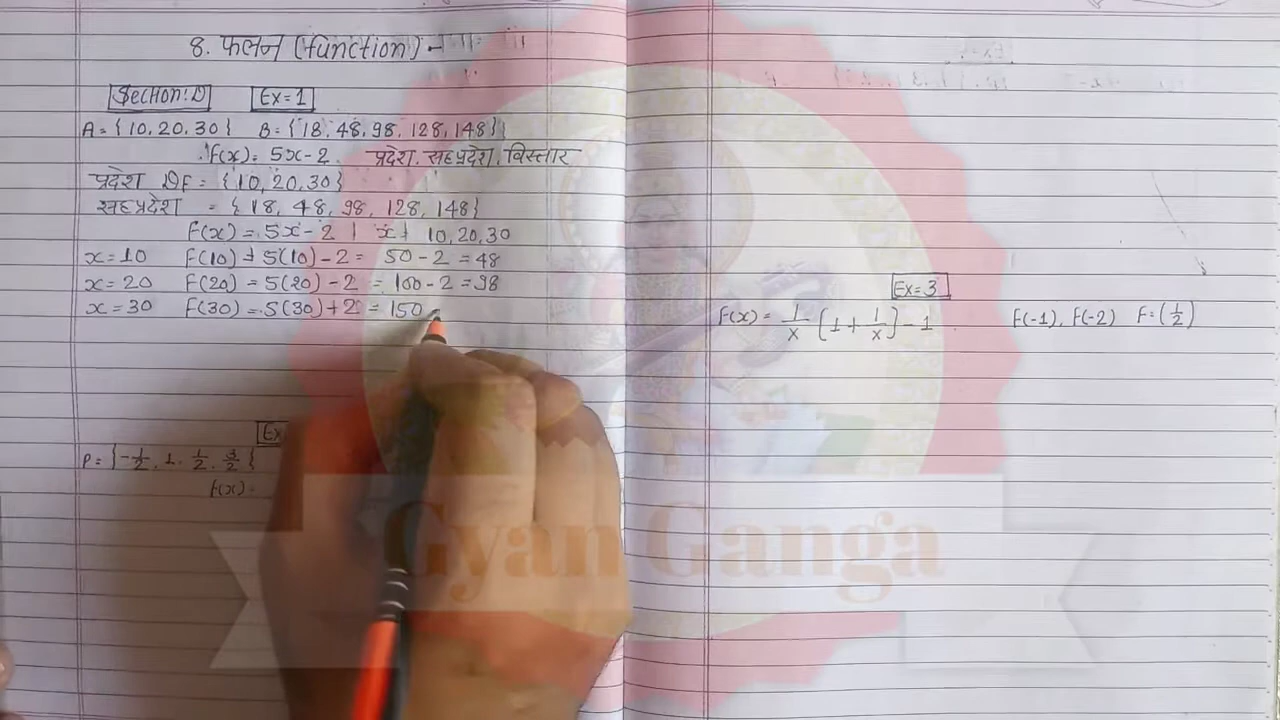 8. फलन (function) -
Section:D Ex=1
A= {10,20,30} B= {18,48,98,128,148}
F(x)= 5x-2 प्रदेश, सहप्रदेश, विस्तार
प्रदेश DF = {10,20,30}
सहप्रदेश = {18, 48, 98, 128, 148}
F(x) = 5x-2 | x+ 10,20,30
x=10 F(10) = 5(10)-2 = 50-2 =48
x=20 F(20) = 5(20)-2 = 100-2 =98
x=30 F(30) = 5(30)+2 = 150
Ex
P= {-1/2, 1, 1/2, 3/2}
F(x)=
Ex=3
F(x) = 1/x [1+1/x]-1 F(-1), F(-2) F=(1/2)
Gyan Ganga